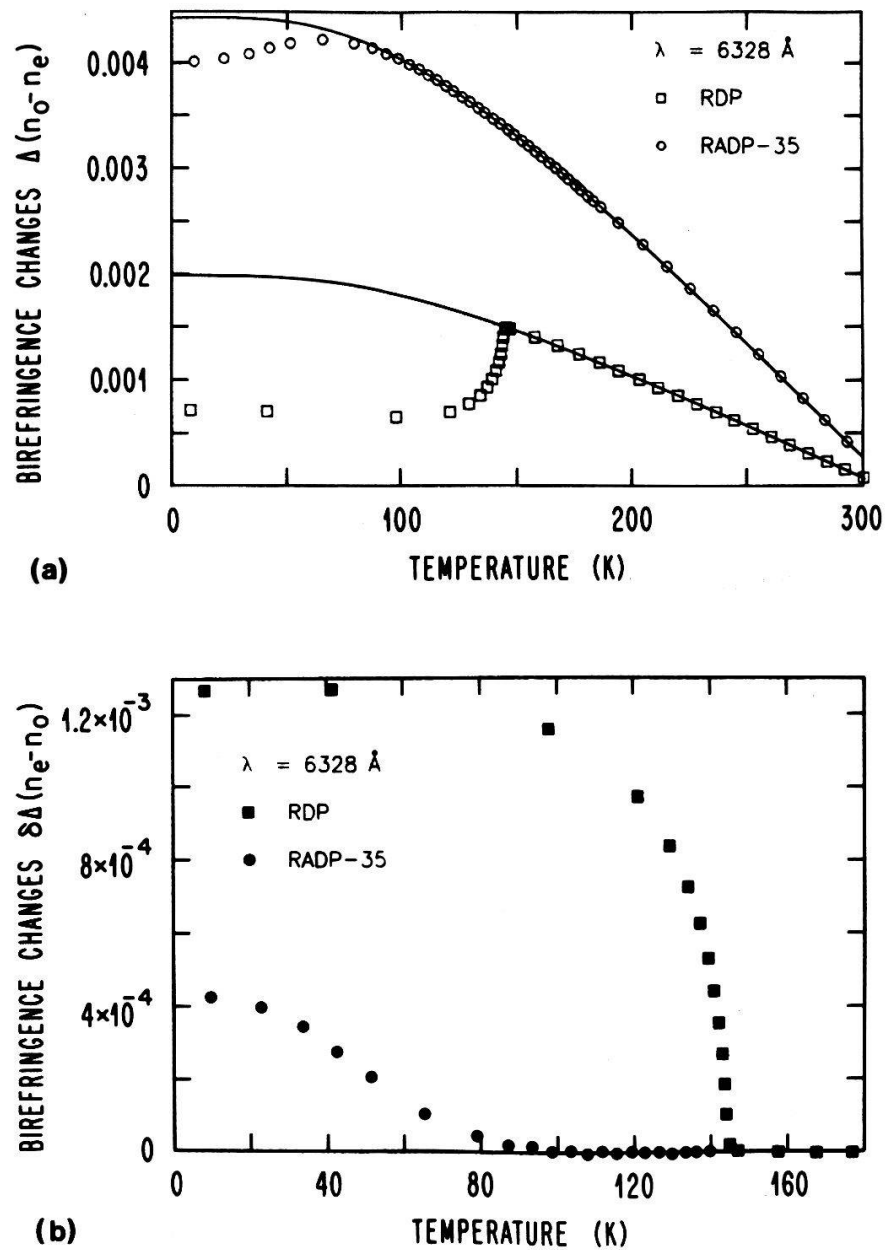 BIREFRINGENCE CHANGES Δ(n₀-nₑ)
0.004
0.003
0.002
0.001
0
λ = 6328 Å
RDP
RADP-35
0 100 200 300
TEMPERATURE (K)
(a)
BIREFRINGENCE CHANGES δΔ(nₑ-n₀)
1.2×10⁻³
8×10⁻⁴
4×10⁻⁴
0
λ = 6328 Å
RDP
RADP-35
0 40 80 120 160
TEMPERATURE (K)
(b)